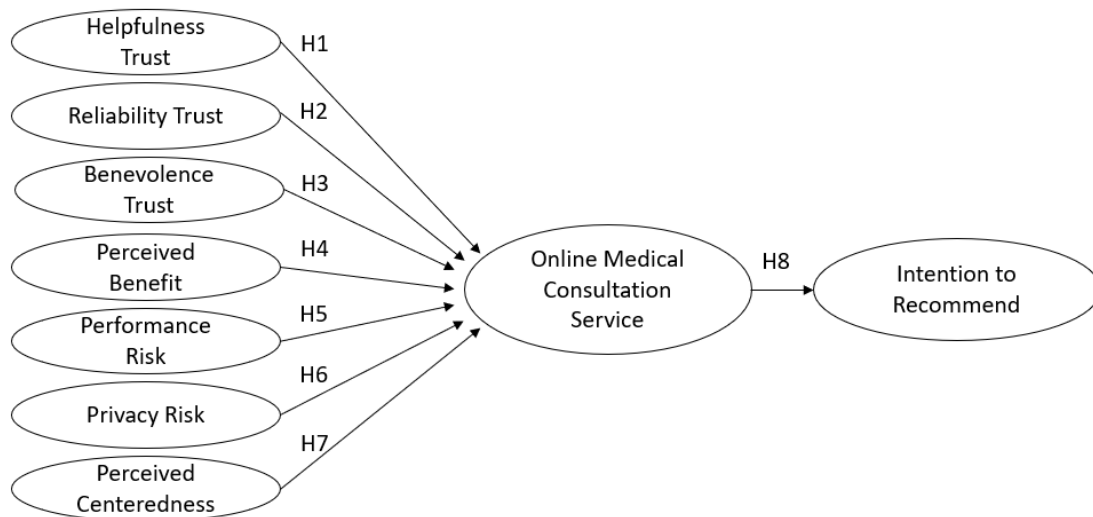 Helpfulness
Trust
H1
Reliability Trust
H2
Benevolence
Trust
H3
Perceived
Benefit
H4
Performance
Risk
H5
Privacy Risk
H6
Perceived
Centeredness
H7
Online Medical
Consultation
Service
H8
Intention to
Recommend